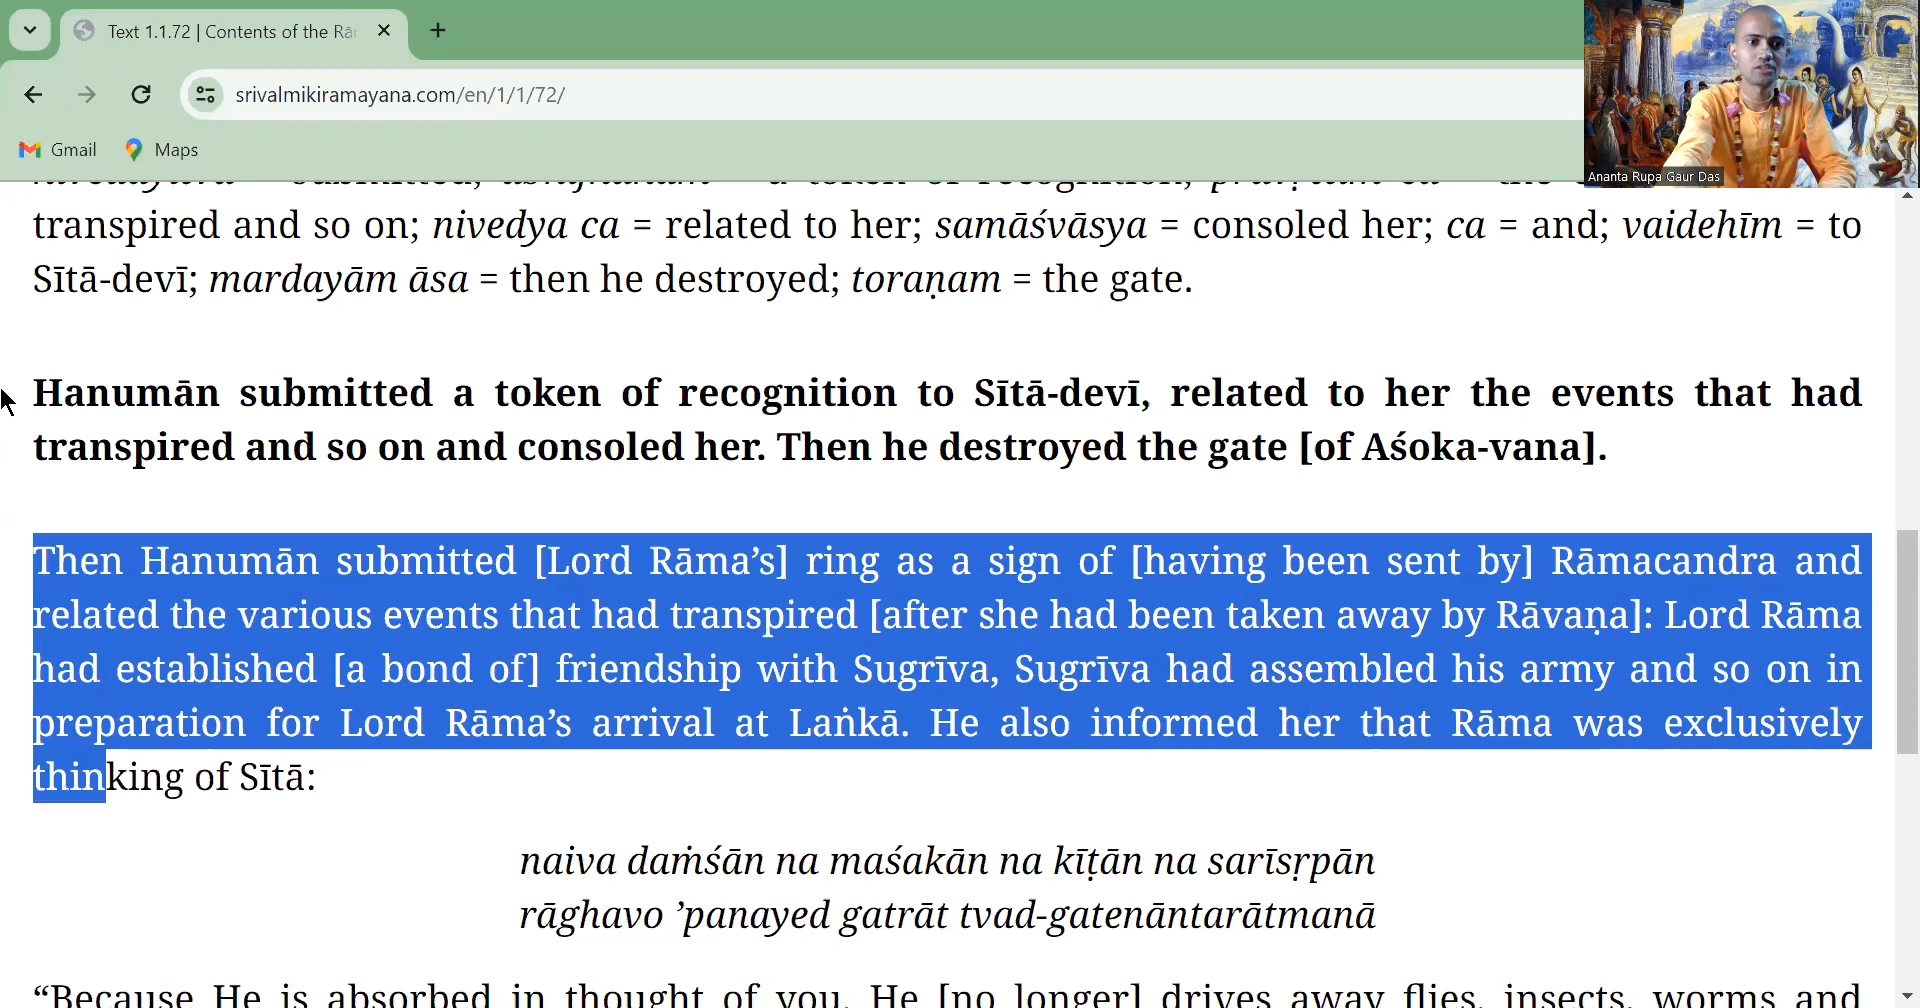 Text 1.1.72 | Contents of the Rā
srivalmikiramayana.com/en/1/1/72/
Gmail
Maps
Ananta Rupa Gaur Das
transpired and so on; nivedya ca = related to her; samāśvāsya = consoled her; ca = and; vaidehīm = to
Sītā-devī; mardayām āsa = then he destroyed; toraṇam = the gate.
Hanumān submitted a token of recognition to Sītā-devī, related to her the events that had
transpired and so on and consoled her. Then he destroyed the gate [of Aśoka-vana].
Then Hanumān submitted [Lord Rāma’s] ring as a sign of [having been sent by] Rāmacandra and
related the various events that had transpired [after she had been taken away by Rāvaṇa]: Lord Rāma
had established [a bond of] friendship with Sugrīva, Sugrīva had assembled his army and so on in
preparation for Lord Rāma’s arrival at Laṅkā. He also informed her that Rāma was exclusively
thinking of Sītā:
naiva daṁśān na maśakān na kīṭān na sarīsṛpān
rāghavo ’panayed gatrāt tvad-gatenāntarātmanā
“Because He is absorbed in thought of you, He [no longer] drives away flies, insects, worms and